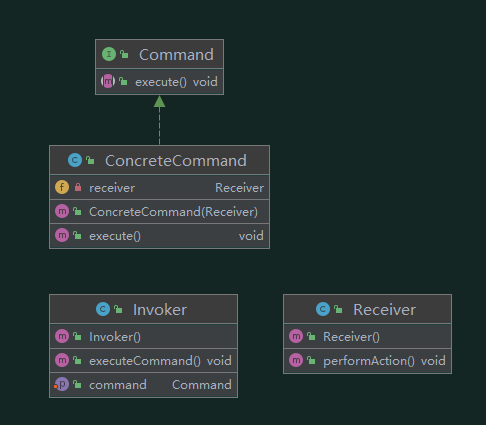 I Command
m execute() void
C ConcreteCommand
f receiver Receiver
m ConcreteCommand(Receiver)
m execute() void
C Invoker
m Invoker()
m executeCommand() void
p command Command
C Receiver
m Receiver()
m performAction() void